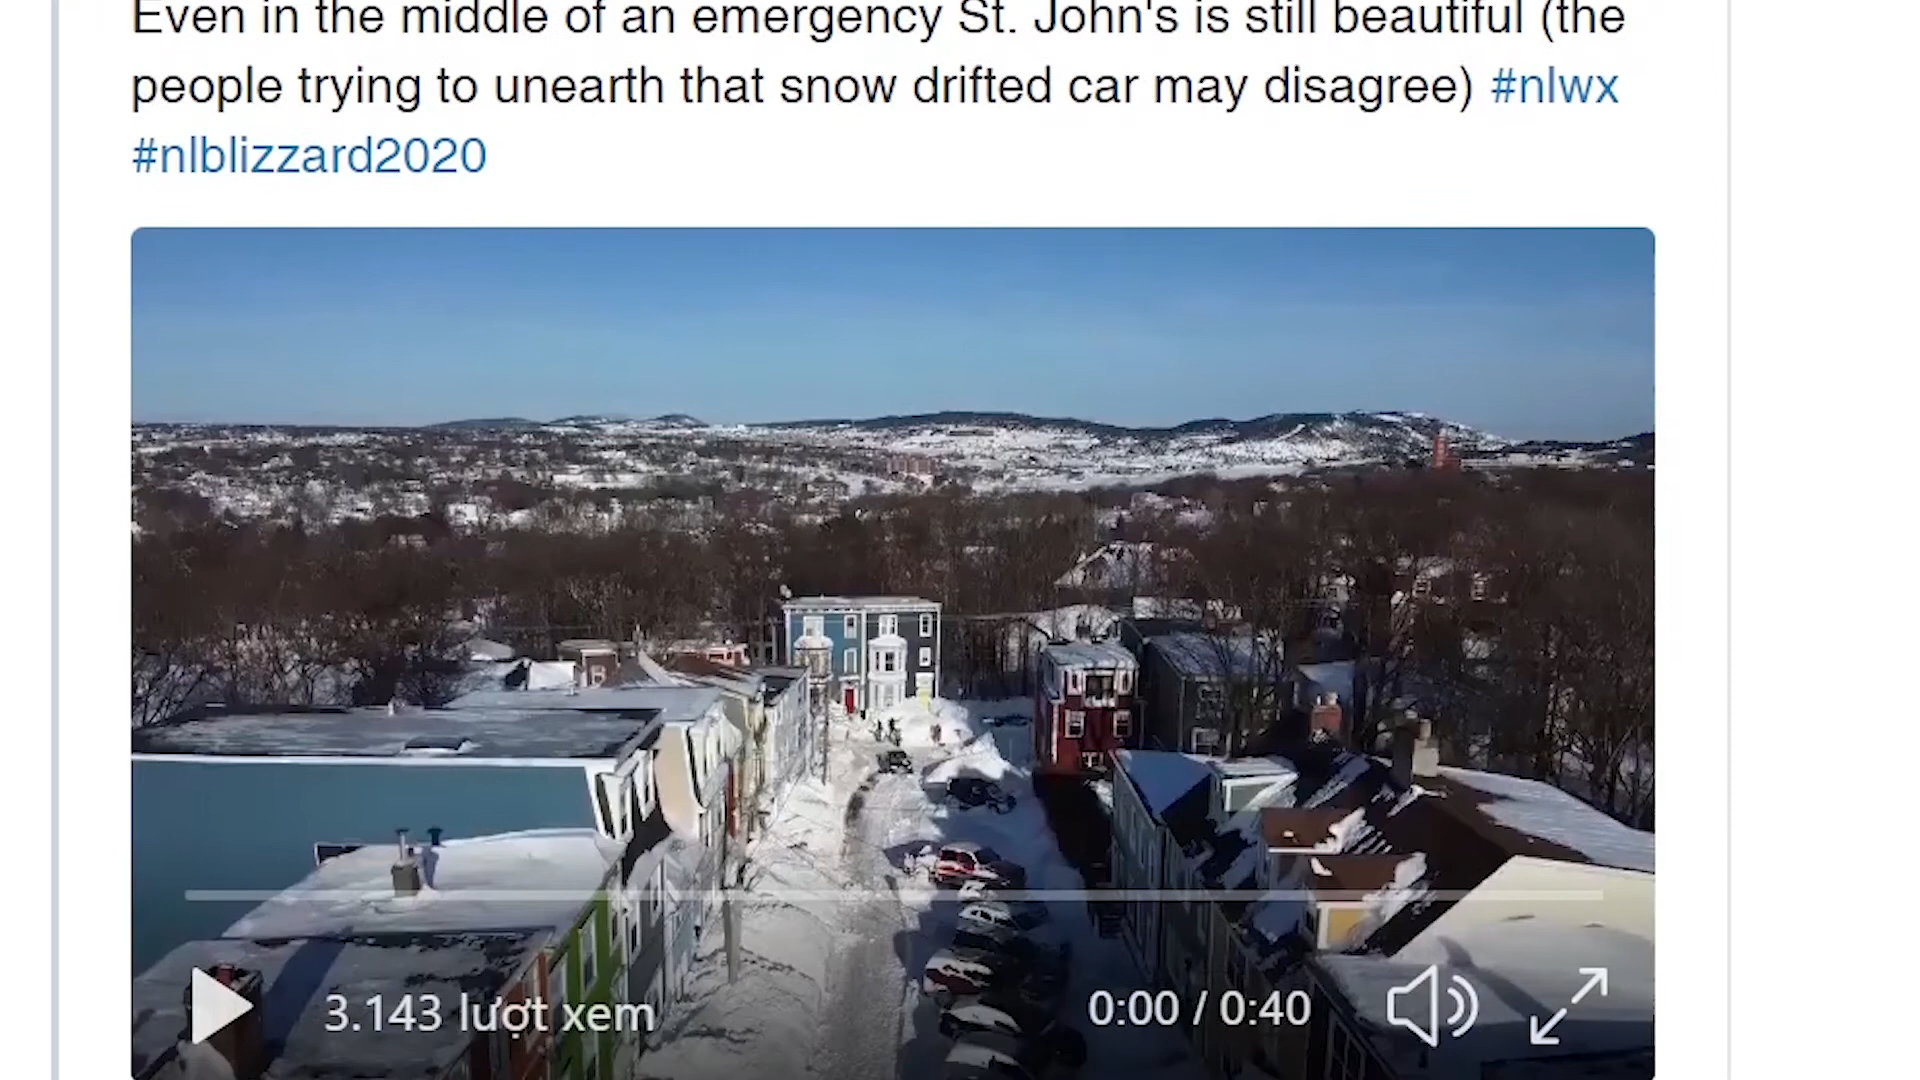 Even in the middle of an emergency St. John's is still beautiful (the
people trying to unearth that snow drifted car may disagree) #nlwx
#nlblizzard2020
3.143 lượt xem
0:00 / 0:40